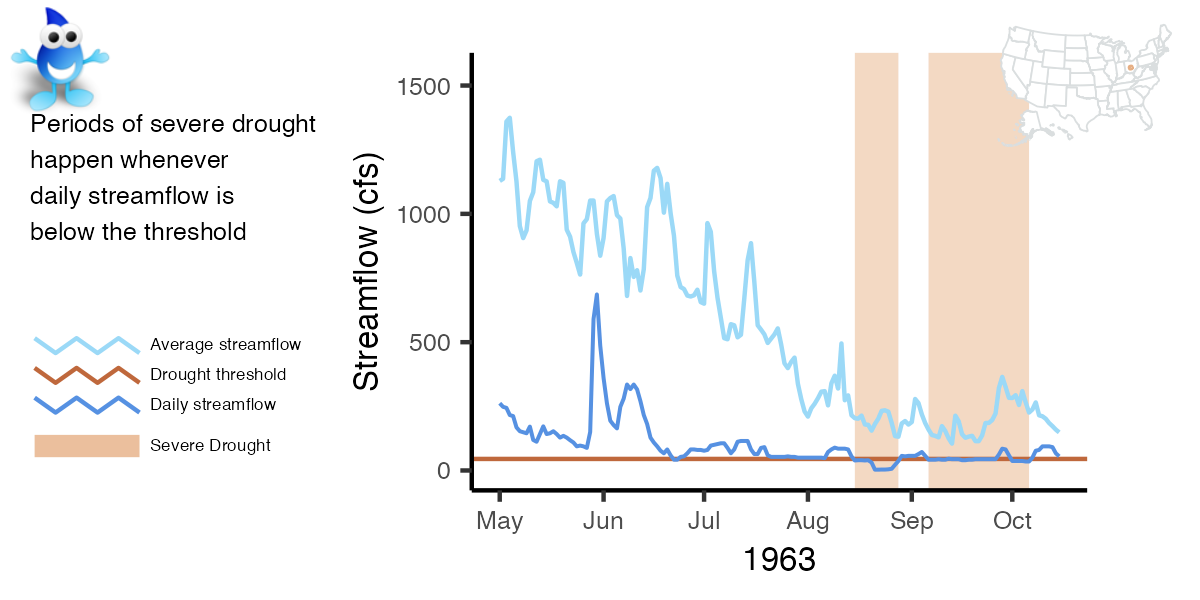 Periods of severe drought
happen whenever
daily streamflow is
below the threshold
Average streamflow
Drought threshold
Daily streamflow
Severe Drought
Streamflow (cfs)
1500
1000
500
0
May Jun Jul Aug Sep Oct
1963